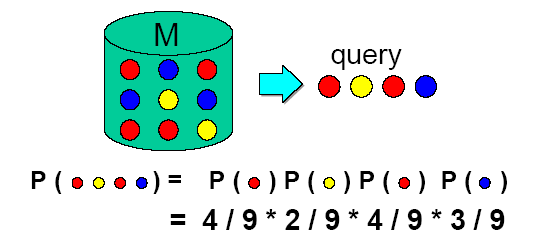 M
query
P ( ) = P ( ) P ( ) P ( ) P ( )
= 4 / 9 * 2 / 9 * 4 / 9 * 3 / 9